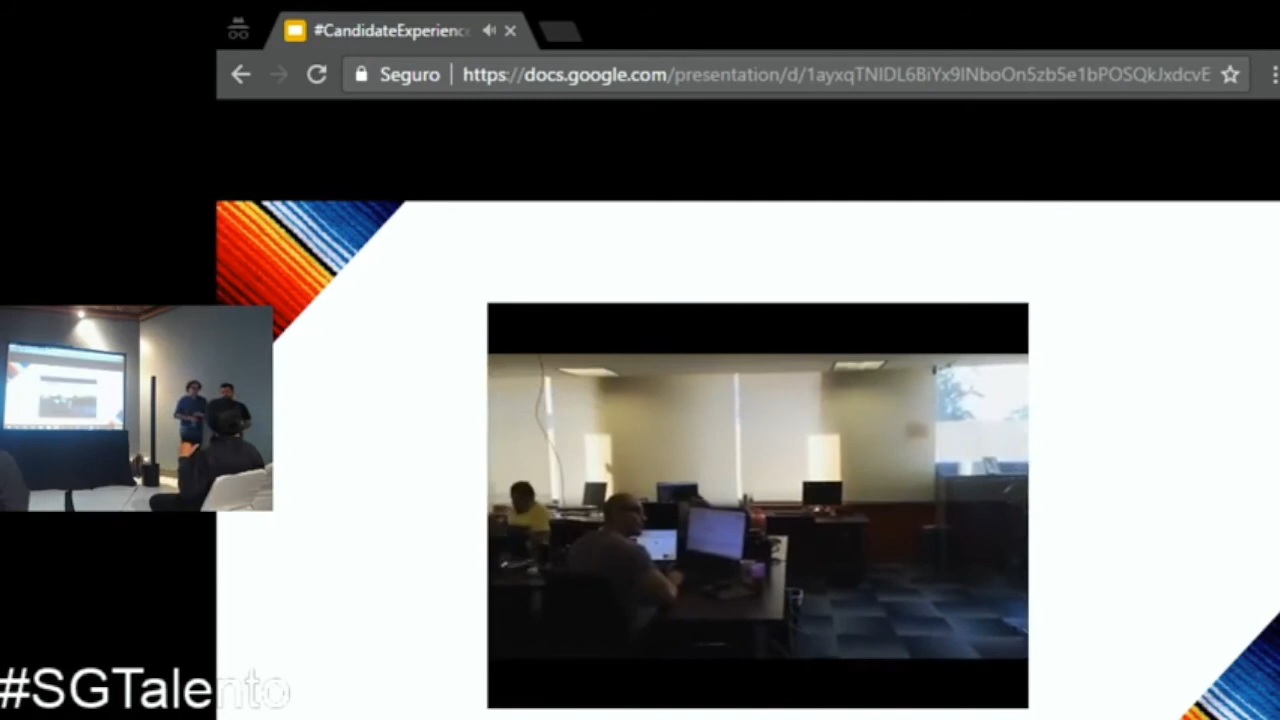 #CandidateExperienc
Seguro | https://docs.google.com/presentation/d/1ayxqTNIDL6BiYx9INboOn5zb5e1bPOSQkJxdcvE
#SGTalento